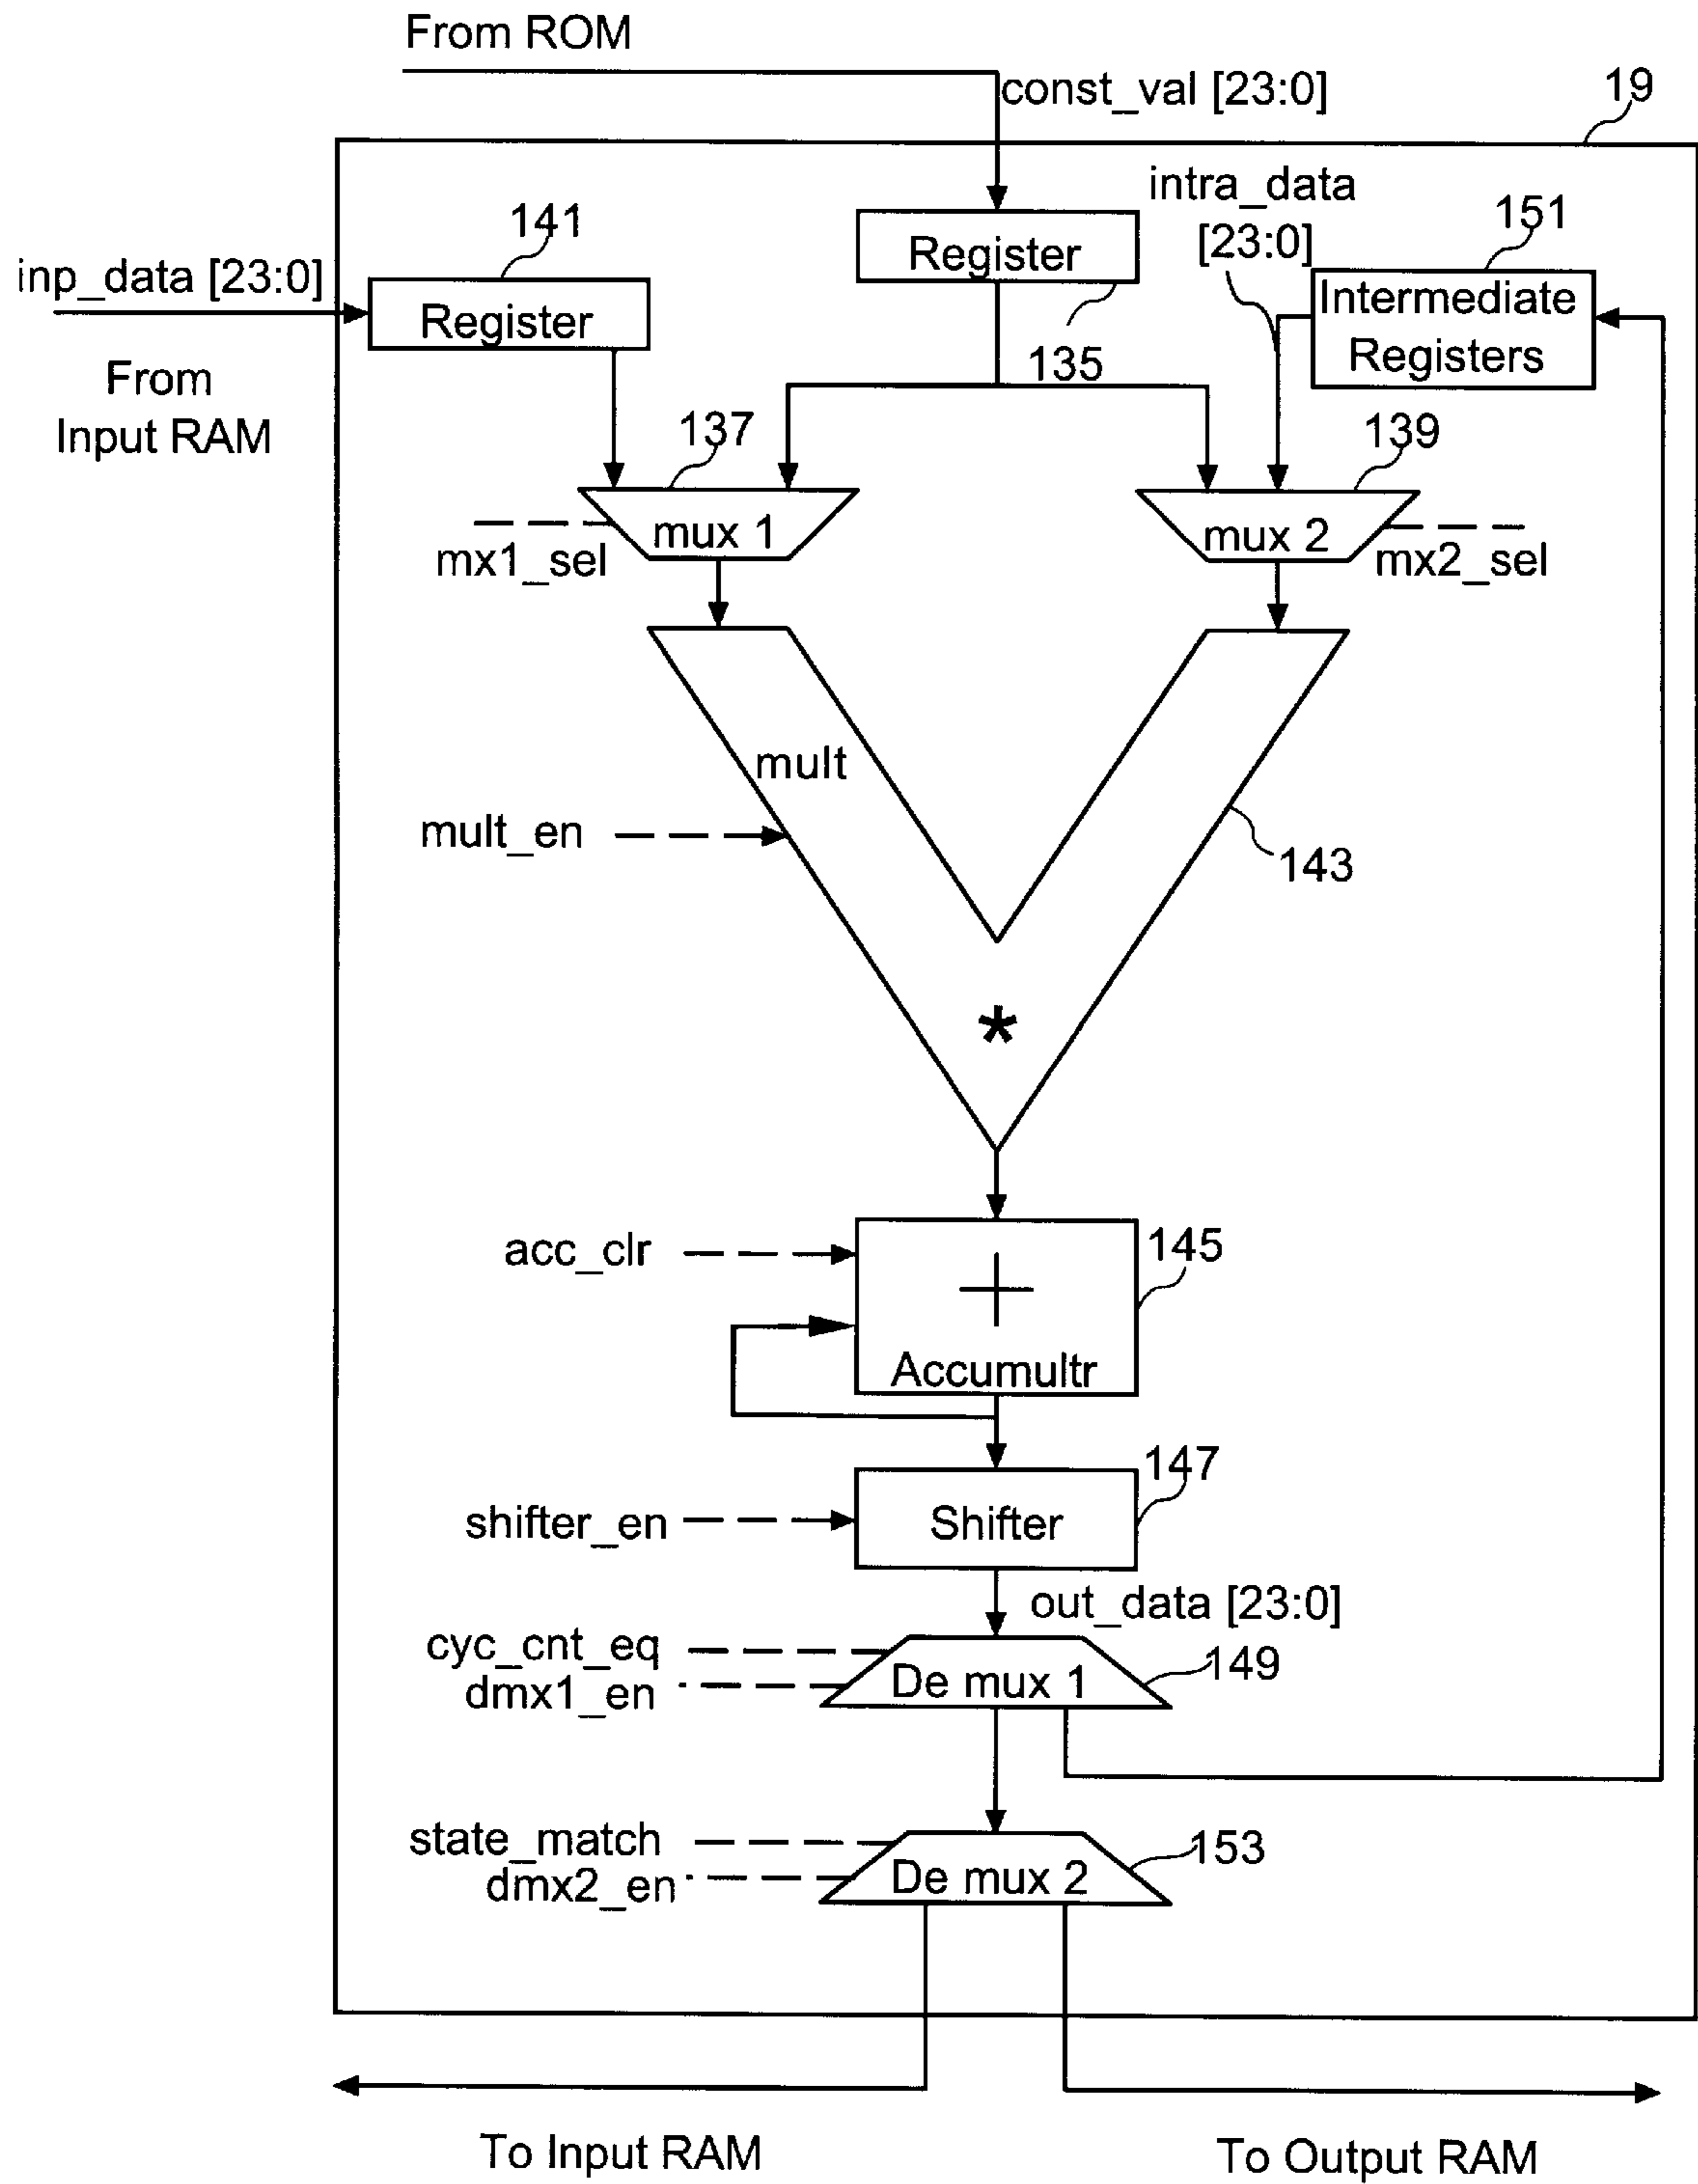 From ROM
const_val [23:0]
19
intra_data
[23:0]
141
151
inp_data [23:0]
Register
Register
Intermediate
Registers
From
Input RAM
135
137
139
mux 1
mux 2
mx1_sel
mx2_sel
mult
mult_en
143
*
acc_clr
145
+
Accumultr
147
shifter_en
Shifter
out_data [23:0]
cyc_cnt_eq
dmx1_en
De mux 1
149
state_match
dmx2_en
De mux 2
153
To Input RAM
To Output RAM